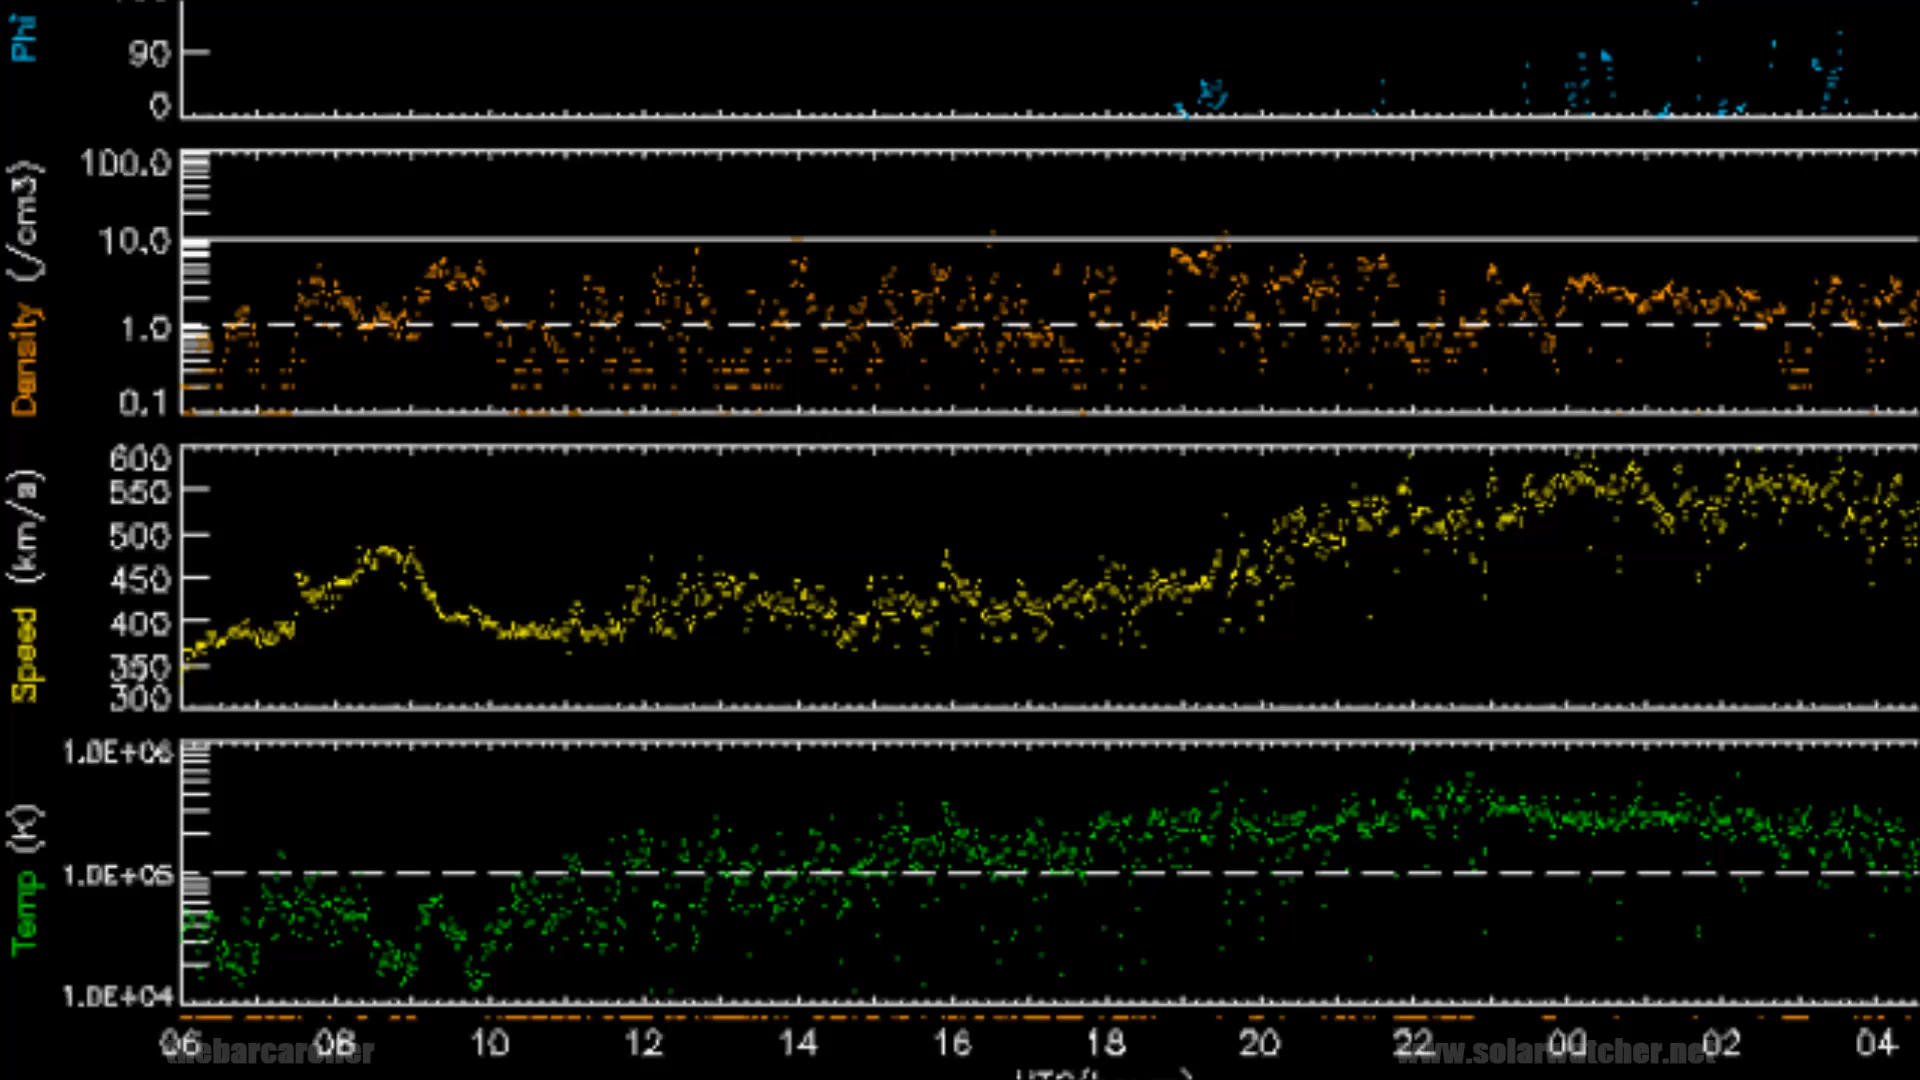 Phi
90
0
Density (/cm3)
100.0
10.0
1.0
0.1
Speed (km/s)
600
550
500
450
400
350
300
Temp (K)
1.0E+06
1.0E+05
1.0E+04
06 08 10 12 14 16 18 20 22 00 02 04
thebarcaroller
www.solarwatcher.net